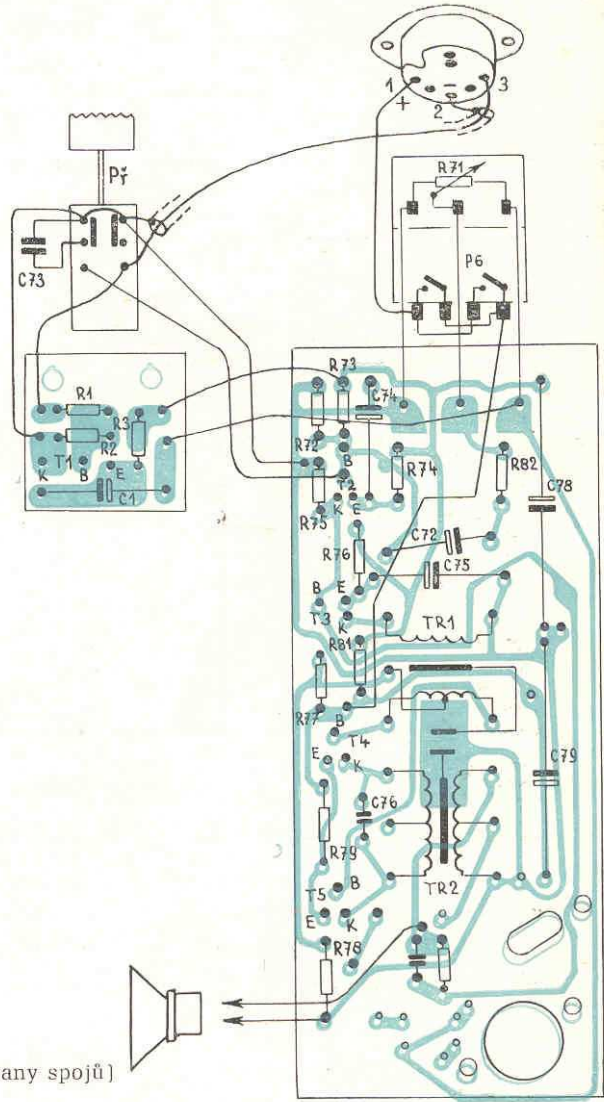 1
3
+
2
R71
Př
P6
C73
R73
C74
R1
R3
R2
R72
B
R74
R82
C78
K
T1
B
E
T2
C1
R75
K
E
C72
R76
C75
B
E
T3
K
TR1
R81
R77
B
T4
E
K
C79
C76
R79
B
T5
TR2
E
K
R78
any spojů)